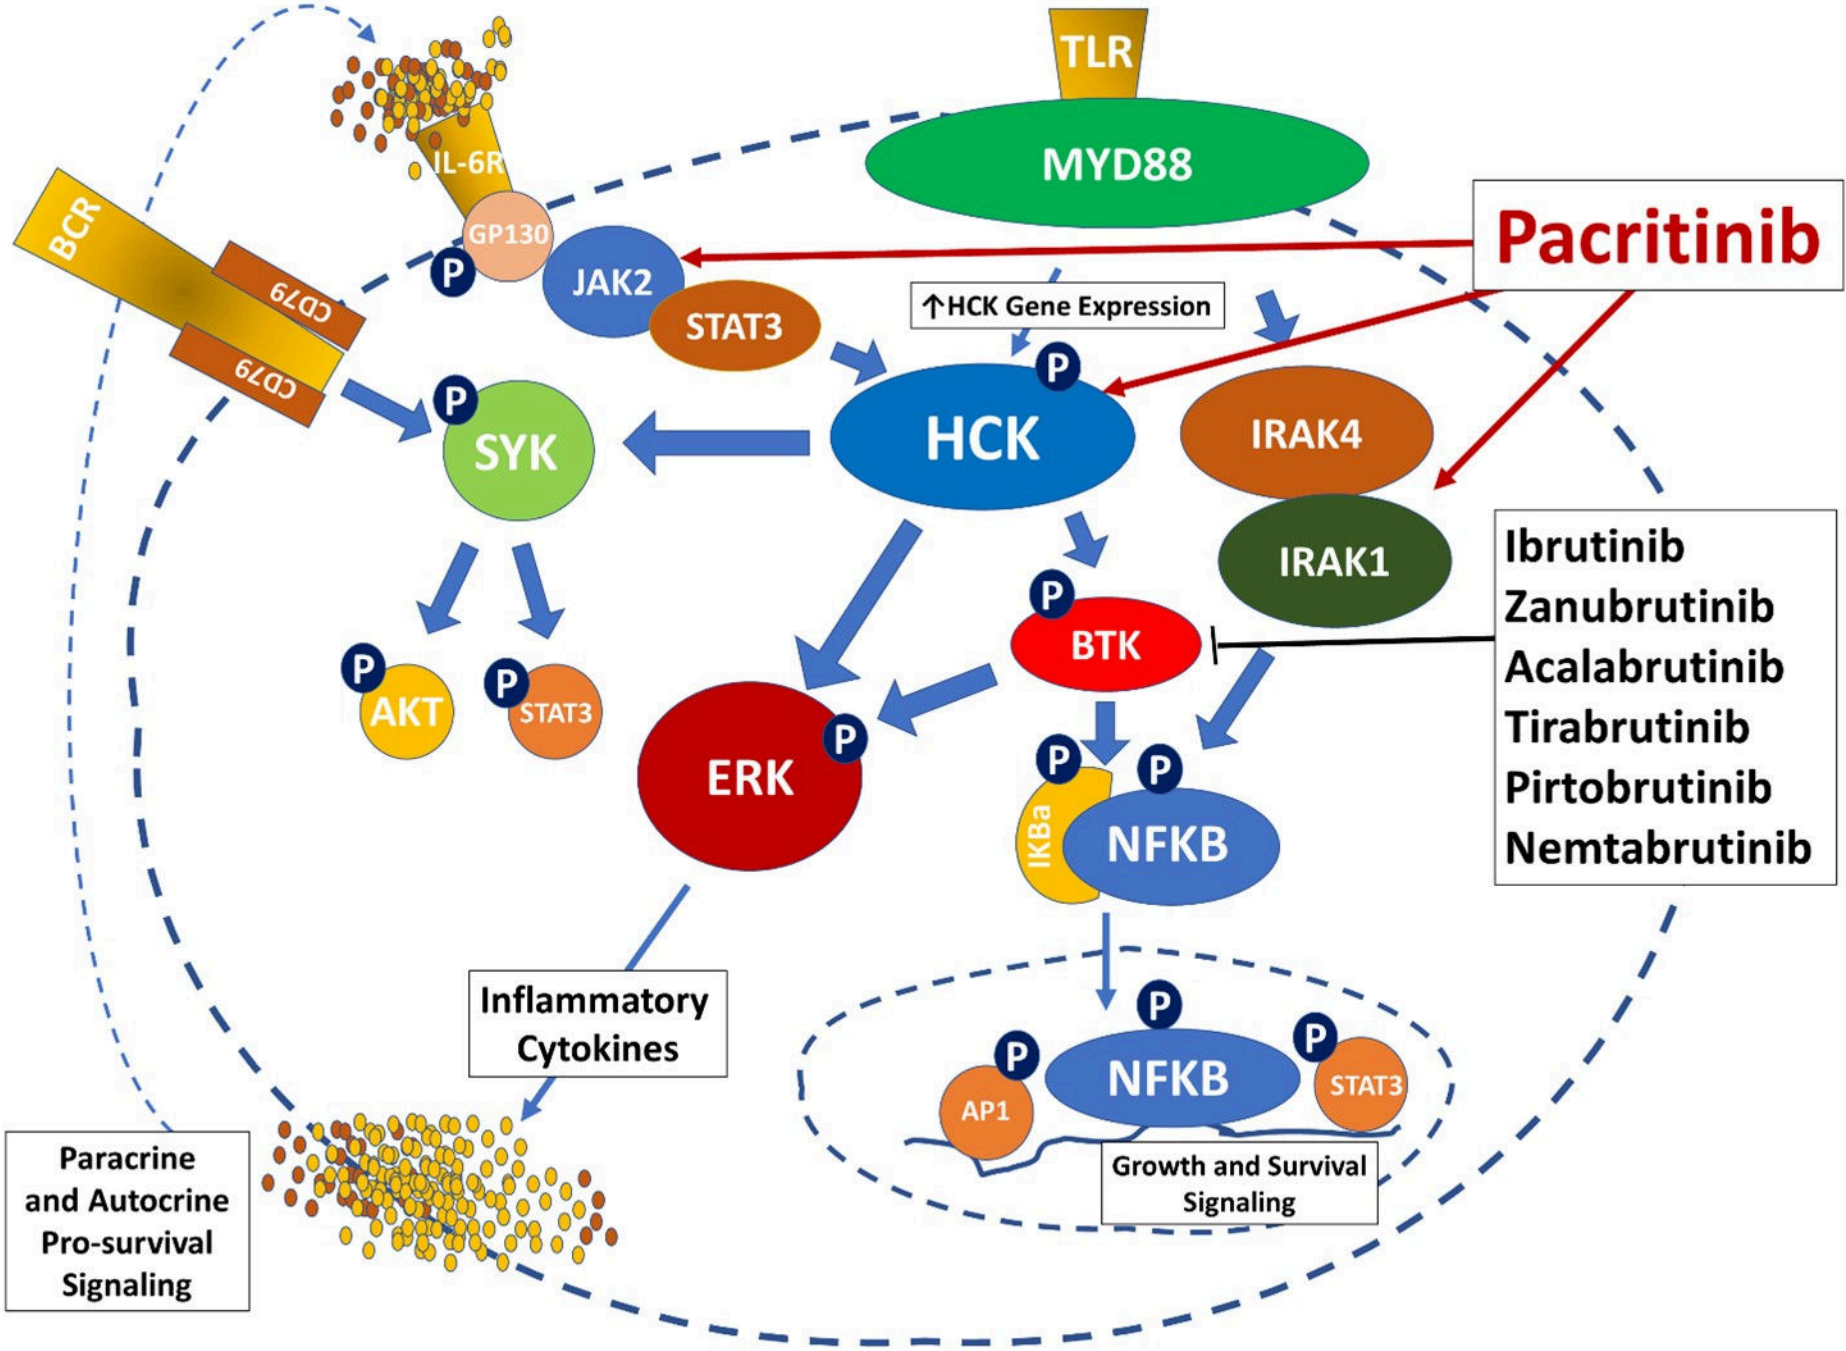 TLR
MYD88
IL-6R
GP130
P
BCR
CD79
CD79
JAK2
STAT3
Pacritinib
↑HCK Gene Expression
P
HCK
P
SYK
IRAK4
IRAK1
P
BTK
Ibrutinib
Zanubrutinib
Acalabrutinib
Tirabrutinib
Pirtobrutinib
Nemtabrutinib
P
AKT
P
STAT3
P
ERK
P
IKBa
P
NFKB
Inflammatory
Cytokines
P
AP1
P
NFKB
P
STAT3
Growth and Survival
Signaling
Paracrine
and Autocrine
Pro-survival
Signaling